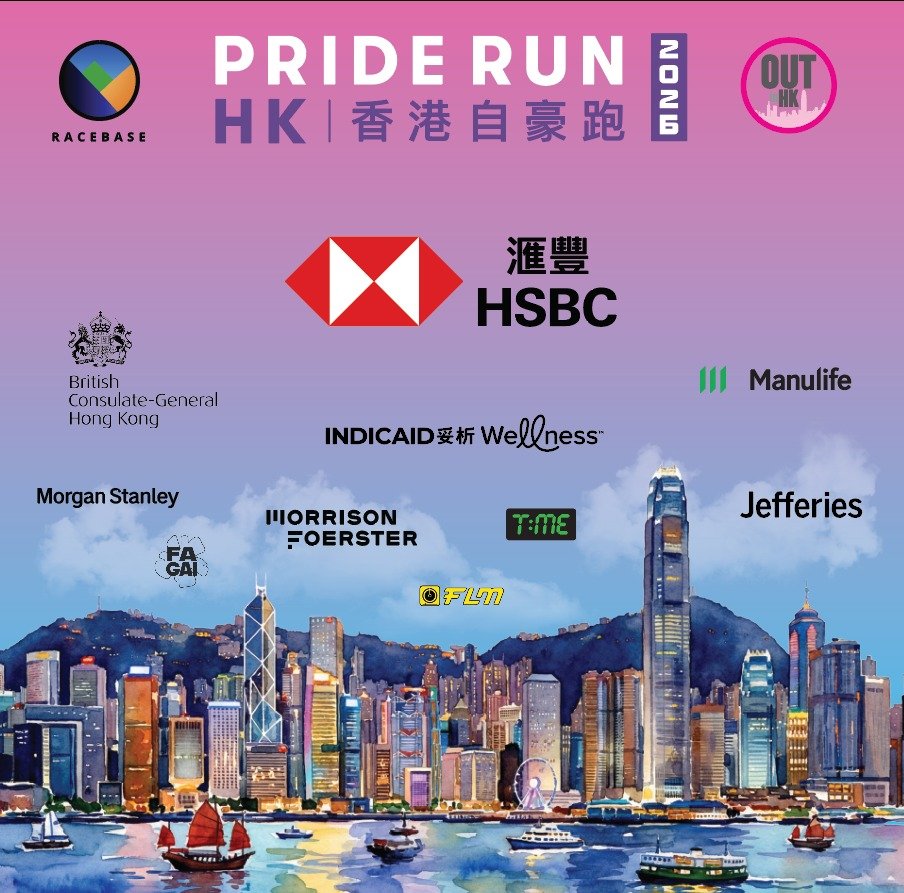 RACEBASE
PRIDE RUN
HK | 香港自豪跑
2026
OUT
IN
HK
滙豐
HSBC
British
Consulate-General
Hong Kong
Manulife
INDICAID妥析 Wellness™
Morgan Stanley
MORRISON
FOERSTER
T:ME
Jefferies
FA
GAI
FLM